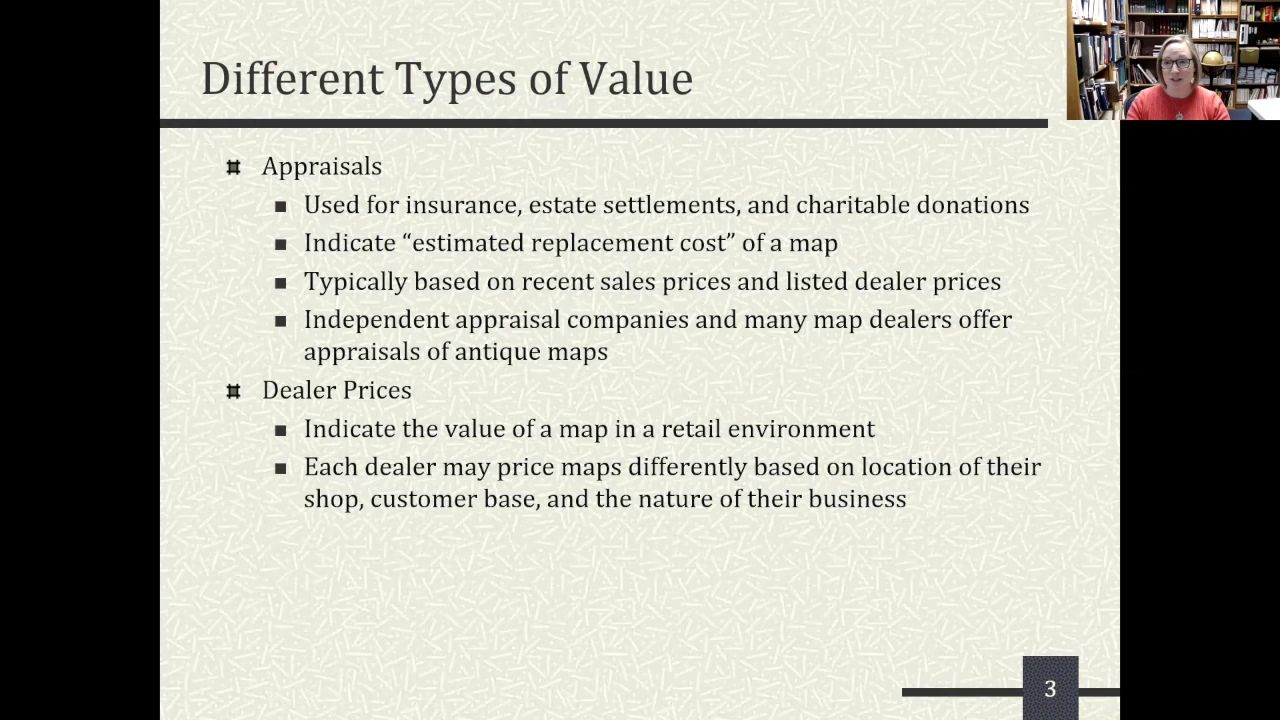 Different Types of Value
Appraisals
Used for insurance, estate settlements, and charitable donations
Indicate “estimated replacement cost” of a map
Typically based on recent sales prices and listed dealer prices
Independent appraisal companies and many map dealers offer
appraisals of antique maps
Dealer Prices
Indicate the value of a map in a retail environment
Each dealer may price maps differently based on location of their
shop, customer base, and the nature of their business
3